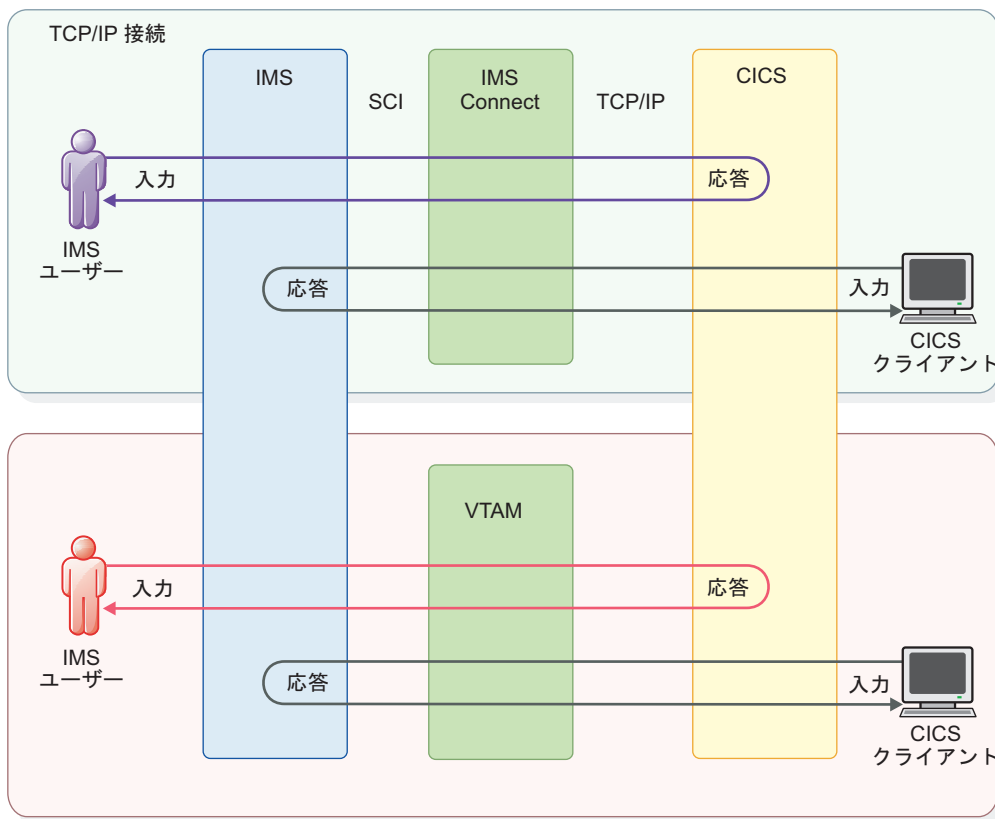 TCP/IP 接続
IMS
SCI
IMS
Connect
TCP/IP
CICS
入力
応答
IMS
ユーザー
応答
入力
CICS
クライアント
VTAM
入力
応答
IMS
ユーザー
応答
入力
CICS
クライアント